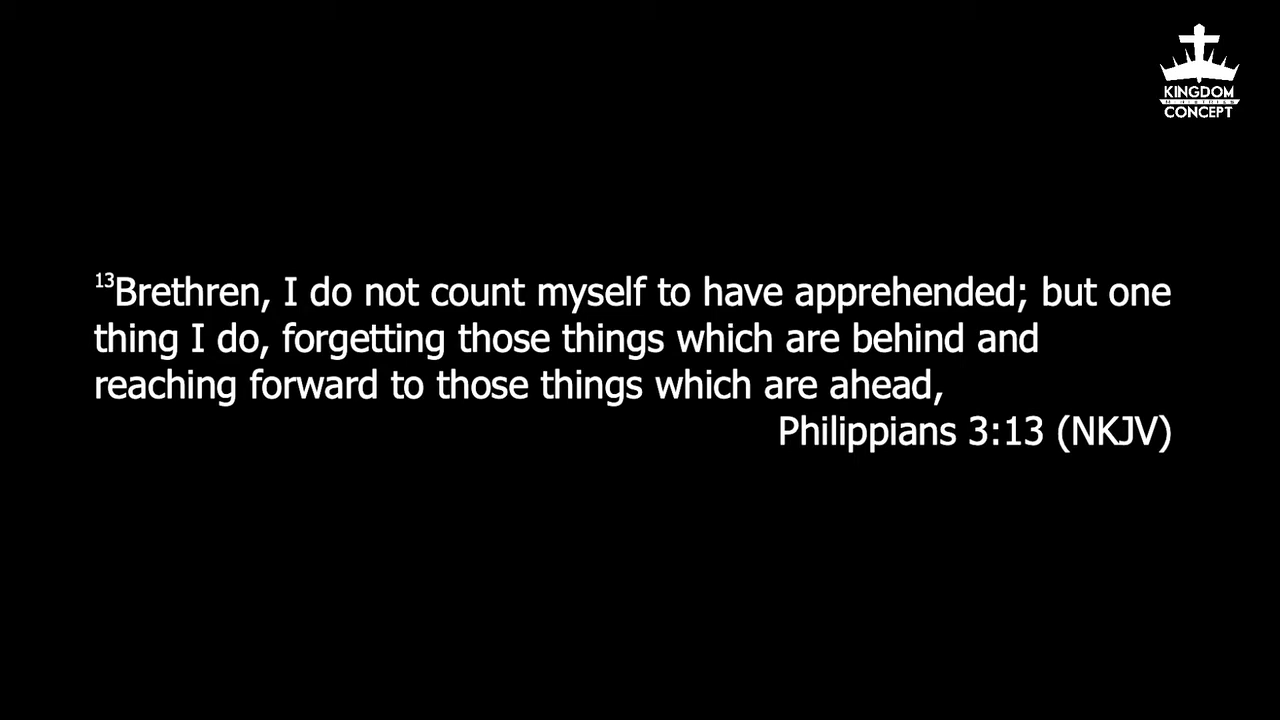 KINGDOM
MINISTRIES
CONCEPT
¹³Brethren, I do not count myself to have apprehended; but one
thing I do, forgetting those things which are behind and
reaching forward to those things which are ahead,
Philippians 3:13 (NKJV)